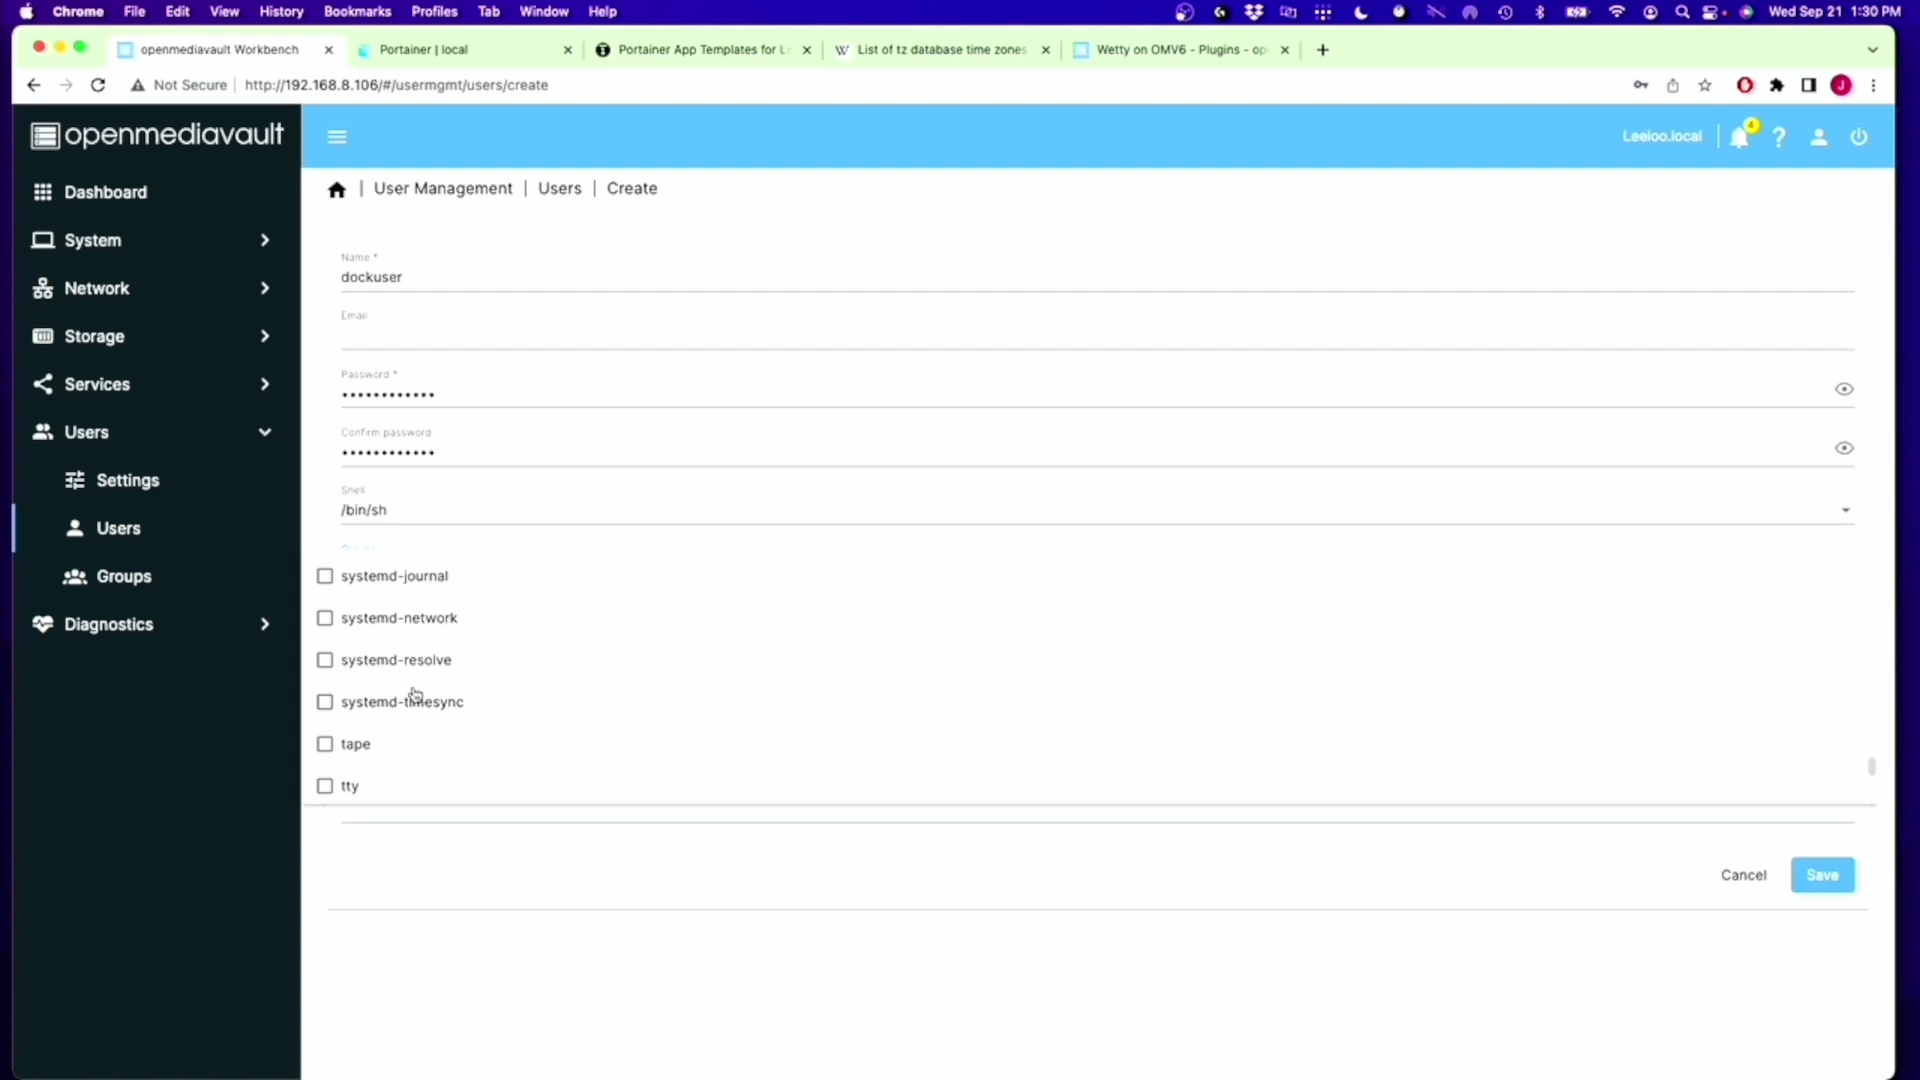 Chrome File Edit View History Bookmarks Profiles Tab Window Help Wed Sep 21 1:30 PM
openmediavault Workbench Portainer | local Portainer App Templates for Li List of tz database time zones Wetty on OMV6 - Plugins - op
Not Secure http://192.168.8.106/#/usermgmt/users/create J
openmediavault
Leeloo.local 4 ?
Dashboard
System
Network
Storage
Services
Users
Settings
Users
Groups
Diagnostics
| User Management | Users | Create
Name *
dockuser
Email
Password *
••••••••••••
Confirm password
••••••••••••
Shell
/bin/sh
systemd-journal
systemd-network
systemd-resolve
systemd-timesync
tape
tty
Cancel Save